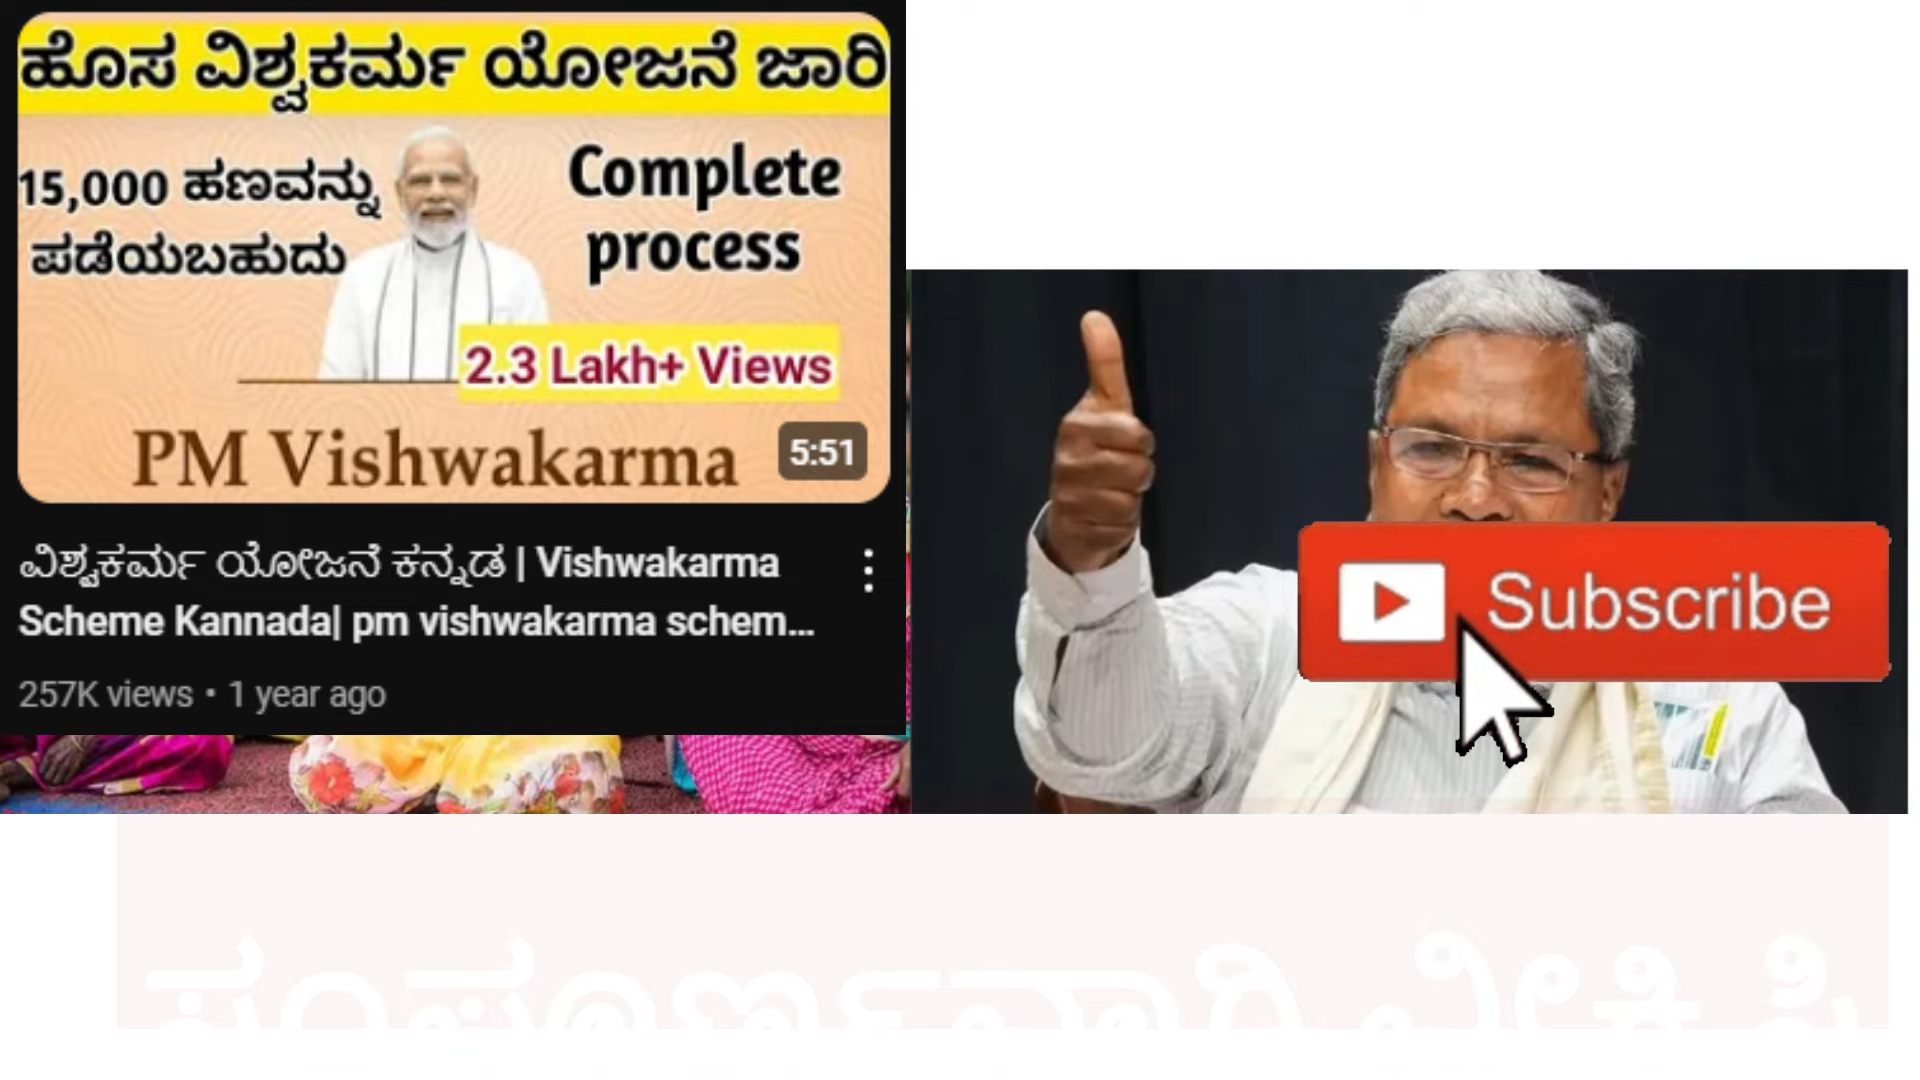 ಹೊಸ ವಿಶ್ವಕರ್ಮ ಯೋಜನೆ ಜಾರಿ
15,000 ಹಣವನ್ನು
ಪಡೆಯಬಹುದು
Complete
process
2.3 Lakh+ Views
PM Vishwakarma
5:51
ವಿಶ್ವಕರ್ಮ ಯೋಜನೆ ಕನ್ನಡ | Vishwakarma
Scheme Kannada| pm vishwakarma schem...
257K views • 1 year ago
Subscribe
ಸಂಪೂರ್ಣವಾಗಿ ವೀಕ್ಷಿಸಿ